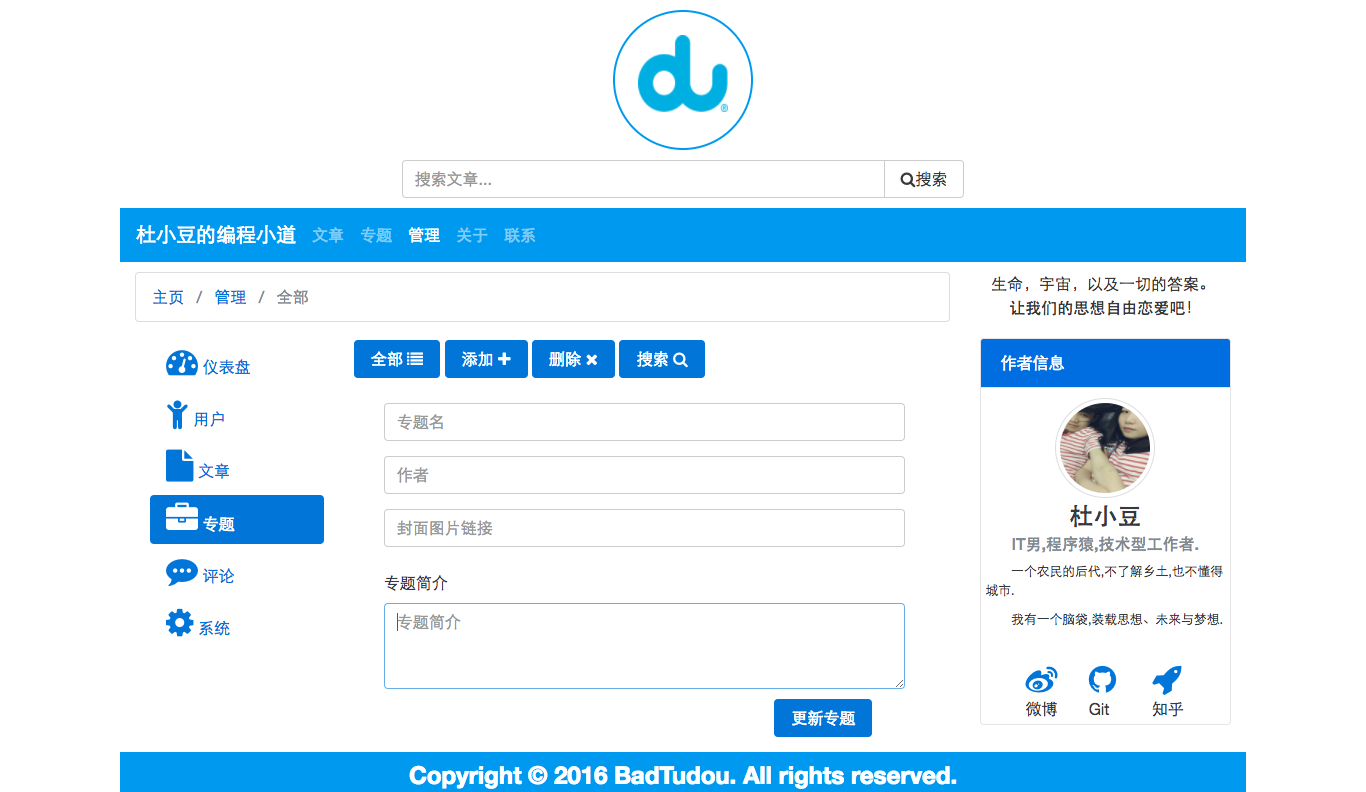 du®
搜索文章...
搜索
杜小豆的编程小道 文章 专题 管理 关于 联系
主页 / 管理 / 全部
仪表盘
用户
文章
专题
评论
系统
全部 添加 删除 搜索
专题名
作者
封面图片链接
专题简介
专题简介
更新专题
生命，宇宙，以及一切的答案。
让我们的思想自由恋爱吧！
作者信息
杜小豆
IT男,程序猿,技术型工作者.
一个农民的后代,不了解乡土,也不懂得
城市.
我有一个脑袋,装载思想、未来与梦想.
微博 Git 知乎
Copyright © 2016 BadTudou. All rights reserved.